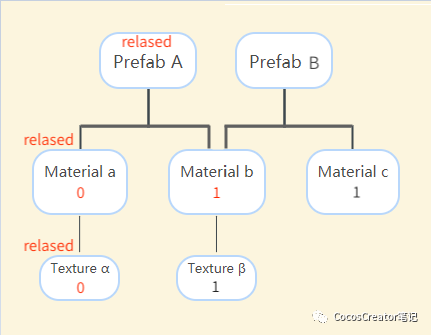 relased
Prefab A
Prefab B
relased
Material a
0
Material b
1
Material c
1
relased
Texture α
0
Texture β
1
CocosCreator笔记